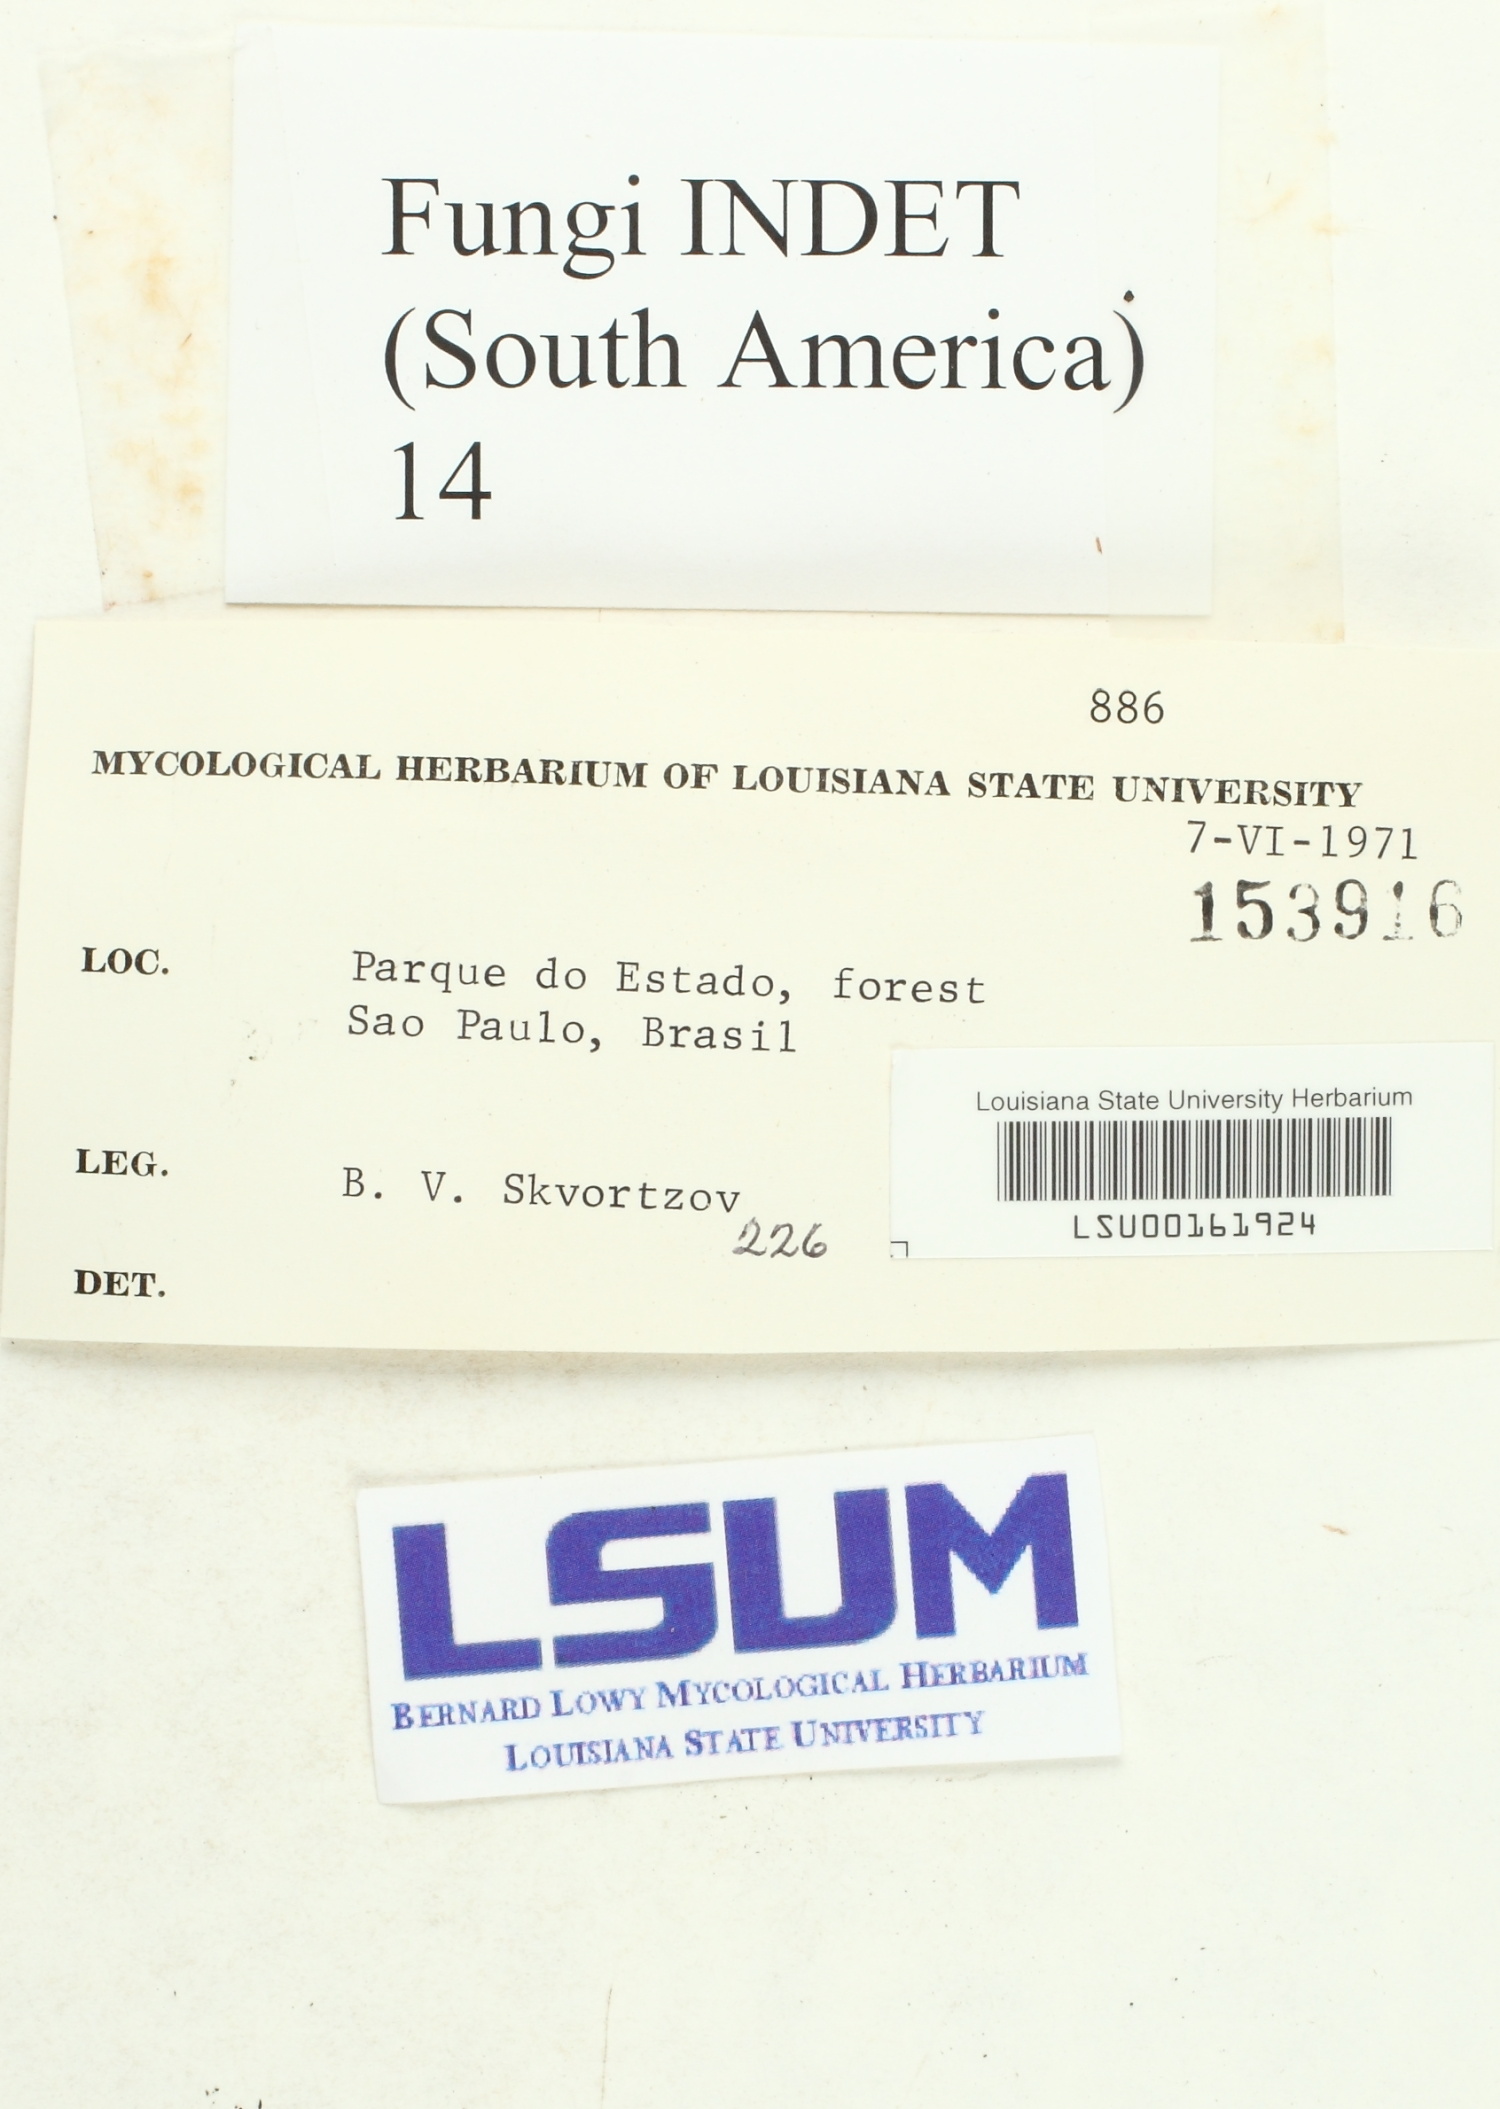 Fungi INDET
(South America)
14
886
MYCOLOGICAL HERBARIUM OF LOUISIANA STATE UNIVERSITY
7-VI-1971
153916
LOC. Parque do Estado, forest
Sao Paulo, Brasil
Louisiana State University Herbarium
LSU00161924
LEG. B. V. Skvortzov
226
DET.
LSUM
BERNARD LOWY MYCOLOGICAL HERBARIUM
LOUISIANA STATE UNIVERSITY